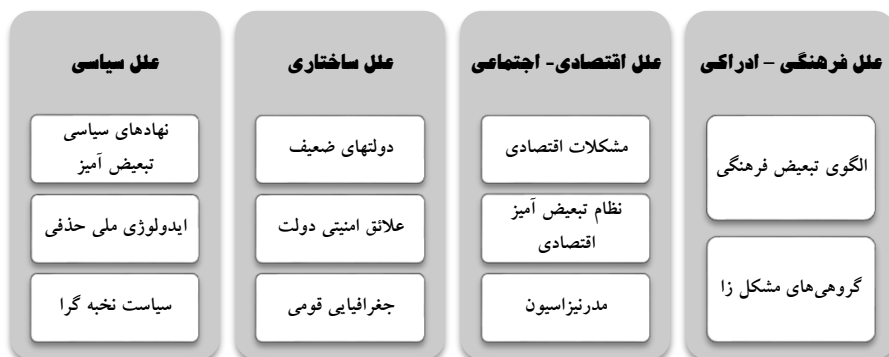 علل فرهنگی – ادراکی
الگوی تبعیض فرهنگی
گروهی‌های مشکل زا
علل اقتصادی- اجتماعی
مشکلات اقتصادی
نظام تبعیض آمیز
اقتصادی
مدرنیزاسیون
علل ساختاری
دولتهای ضعیف
علائق امنیتی دولت
جغرافیایی قومی
علل سیاسی
نهادهای سیاسی
تبعیض آمیز
ایدولوژی ملی حذفی
سیاست نخبه گرا